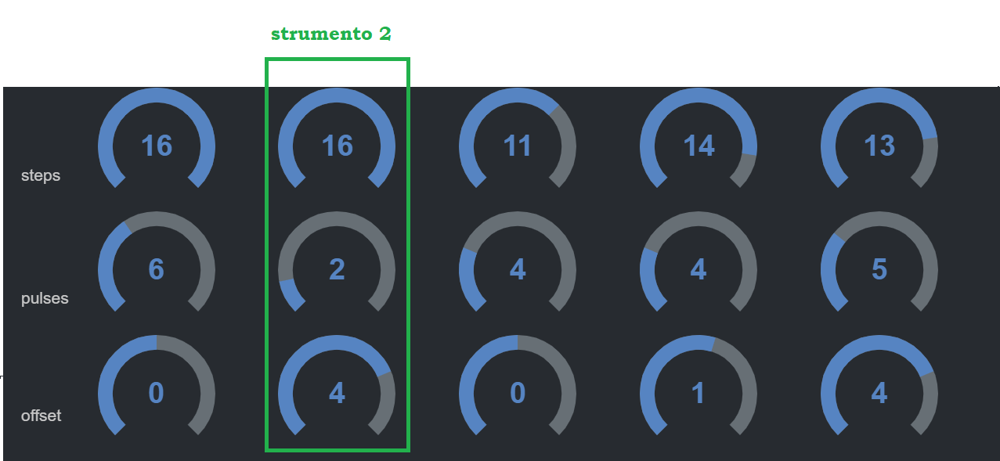 strumento 2
16 16 11 14 13
steps
6 2 4 4 5
pulses
0 4 0 1 4
offset